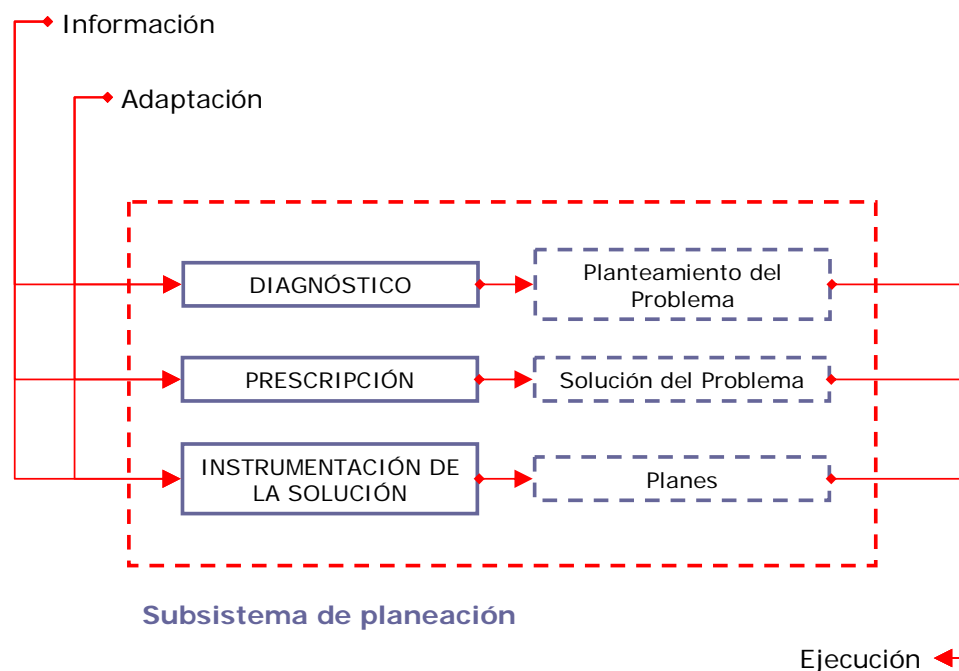 Información
Adaptación
DIAGNÓSTICO
Planteamiento del
Problema
PRESCRIPCIÓN
Solución del Problema
INSTRUMENTACIÓN DE
LA SOLUCIÓN
Planes
Subsistema de planeación
Ejecución